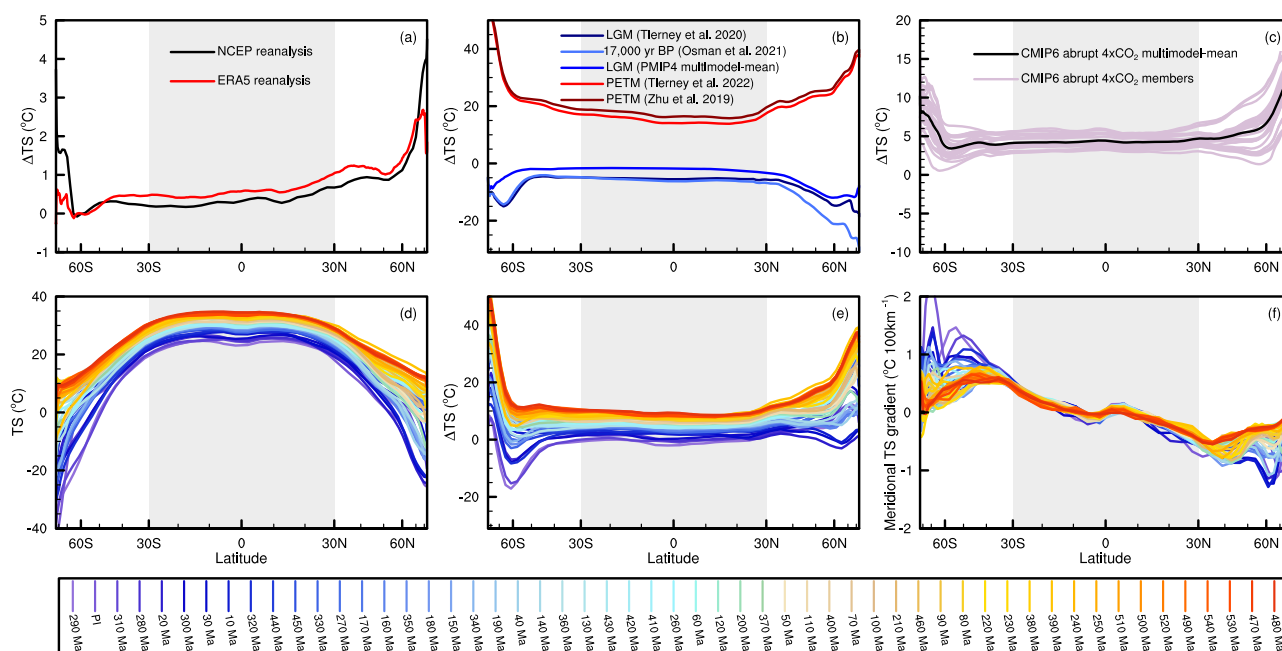 5
4
3
2
1
0
-1
ΔTS (°C)
(a)
NCEP reanalysis
ERA5 reanalysis
60S
30S
0
30N
60N
40
20
0
-20
ΔTS (°C)
(b)
LGM (TIerney et al. 2020)
17,000 yr BP (Osman et al. 2021)
LGM (PMIP4 multimodel-mean)
PETM (TIerney et al. 2022)
PETM (Zhu et al. 2019)
60S
30S
0
30N
60N
20
15
10
5
0
-5
-10
ΔTS (°C)
(c)
CMIP6 abrupt 4xCO₂ multimodel-mean
CMIP6 abrupt 4xCO₂ members
60S
30S
0
30N
60N
40
20
0
-20
-40
TS (°C)
(d)
60S
30S
0
30N
60N
Latitude
40
20
0
-20
ΔTS (°C)
(e)
60S
30S
0
30N
60N
Latitude
2
1
0
-1
-2
Meridional TS gradient (°C 100km⁻¹)
(f)
60S
30S
0
30N
60N
Latitude
290 Ma
PI
310 Ma
280 Ma
20 Ma
300 Ma
30 Ma
10 Ma
320 Ma
440 Ma
450 Ma
330 Ma
270 Ma
170 Ma
160 Ma
350 Ma
180 Ma
150 Ma
340 Ma
190 Ma
40 Ma
140 Ma
360 Ma
130 Ma
430 Ma
420 Ma
410 Ma
260 Ma
60 Ma
120 Ma
200 Ma
370 Ma
50 Ma
110 Ma
400 Ma
70 Ma
100 Ma
210 Ma
460 Ma
90 Ma
80 Ma
220 Ma
230 Ma
380 Ma
240 Ma
390 Ma
250 Ma
510 Ma
500 Ma
520 Ma
490 Ma
540 Ma
530 Ma
470 Ma
480 Ma